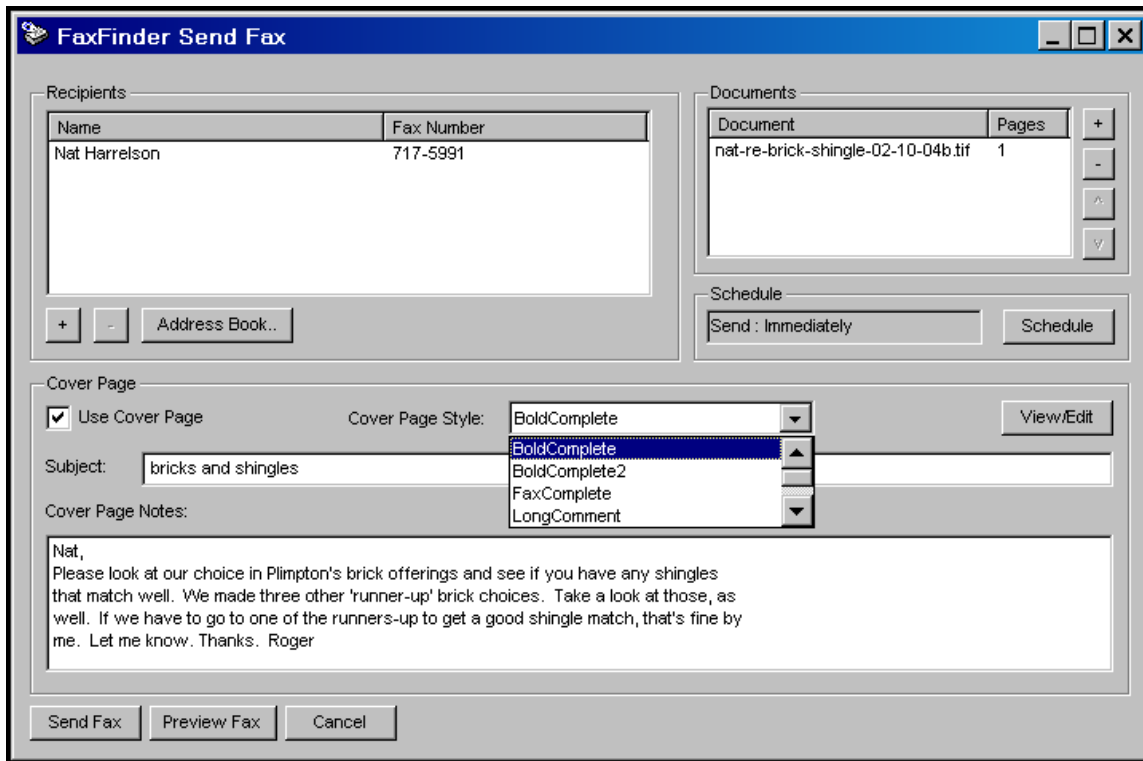 FaxFinder Send Fax
Recipients
Name Fax Number
Nat Harrelson 717-5991
+ - Address Book..
Documents
Document Pages
nat-re-brick-shingle-02-10-04b.tif 1
+
-
^
v
Schedule
Send : Immediately Schedule
Cover Page
Use Cover Page Cover Page Style: BoldComplete View/Edit
BoldComplete
BoldComplete2
FaxComplete
LongComment
Subject: bricks and shingles
Cover Page Notes:
Nat,
Please look at our choice in Plimpton's brick offerings and see if you have any shingles
that match well.  We made three other 'runner-up' brick choices.  Take a look at those, as
well.  If we have to go to one of the runners-up to get a good shingle match, that's fine by
me.  Let me know. Thanks.  Roger
Send Fax Preview Fax Cancel